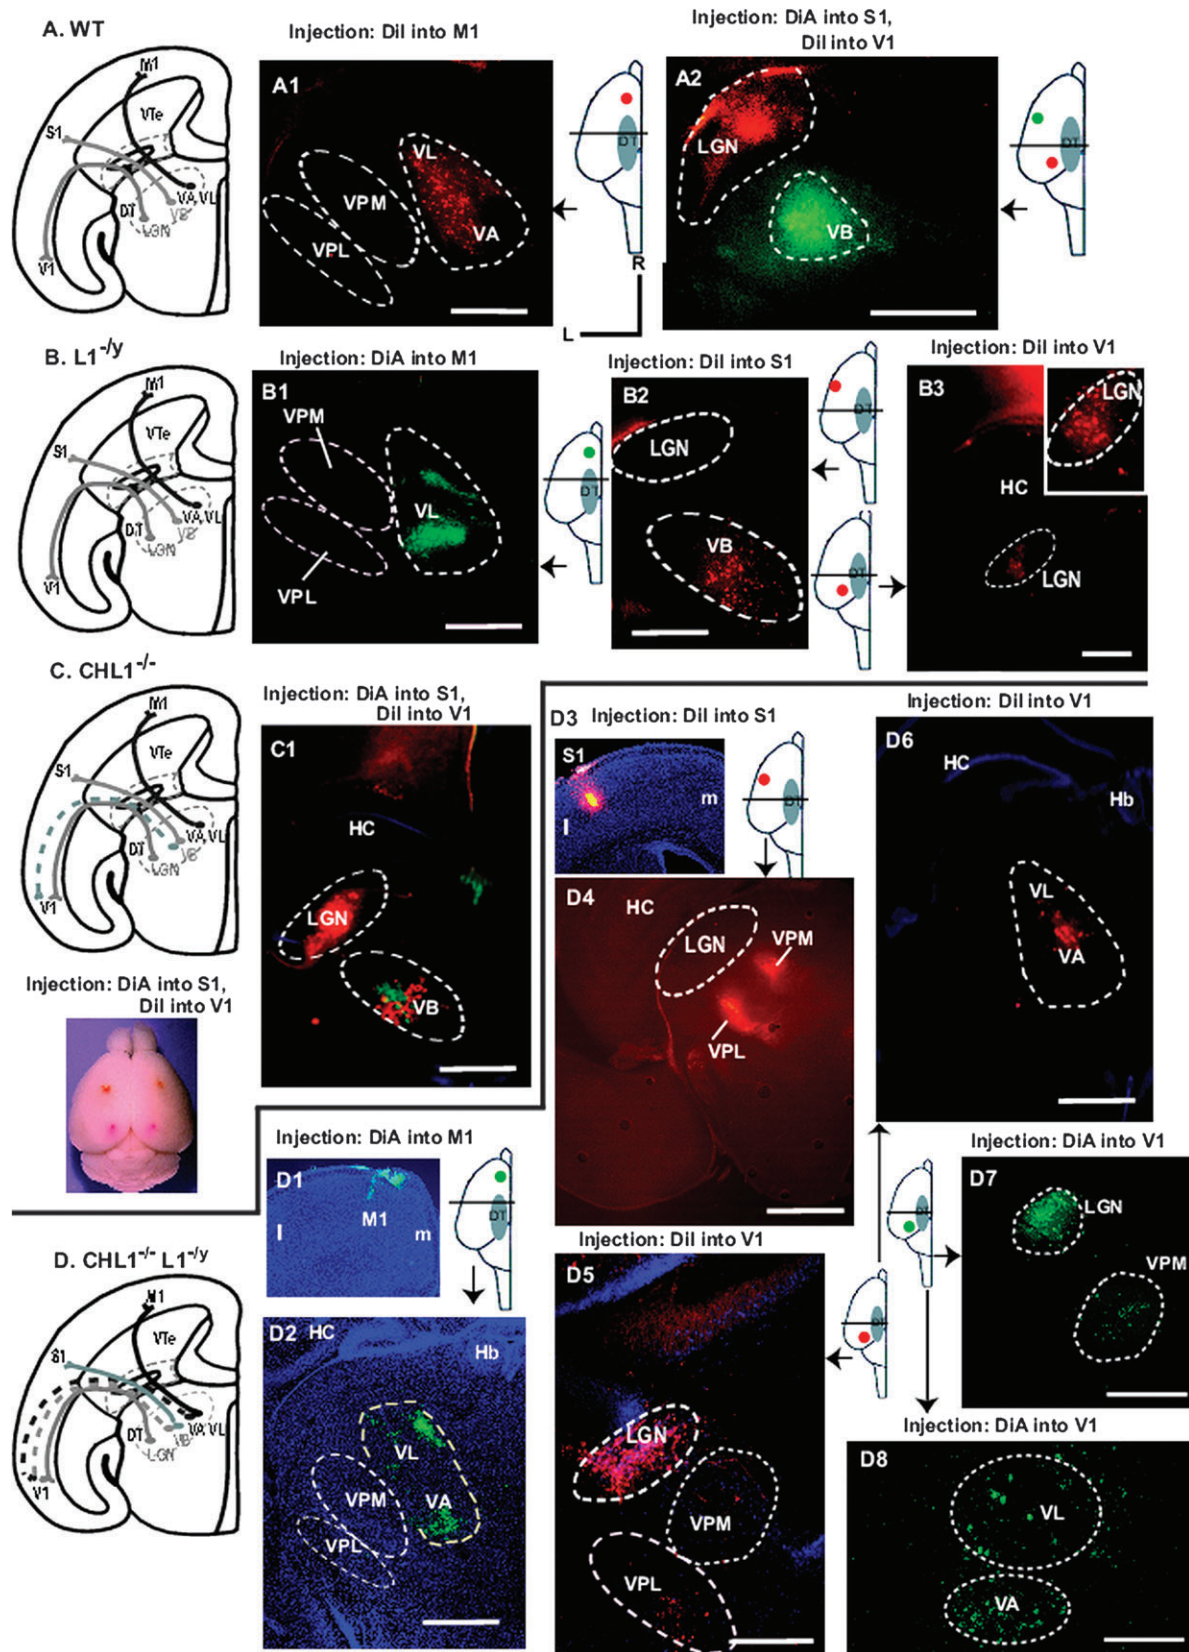 A. WT
Injection: DiI into M1
Injection: DiA into S1,
DiI into V1
M1
VTe
S1
VA,VL
DT
VB
LGN
V1
A1
VL
VPM
VA
VPL
DT
R
L
A2
LGN
VB
DT
B. L1-/y
Injection: DiA into M1
Injection: DiI into S1
Injection: DiI into V1
M1
VTe
S1
VA,VL
DT
VB
LGN
V1
B1
VPM
VL
VPL
DT
B2
LGN
VB
DT
DT
B3
LGN
HC
LGN
C. CHL1-/-
Injection: DiA into S1,
DiI into V1
M1
VTe
S1
VA,VL
DT
VB
LGN
V1
C1
HC
LGN
VB
Injection: DiA into S1,
DiI into V1
D3 Injection: DiI into S1
S1
m
l
DT
D4
HC
LGN
VPM
VPL
Injection: DiI into V1
D6
HC
Hb
VL
VA
D. CHL1-/- L1-/y
M1
VTe
S1
VA,VL
DT
VB
LGN
V1
Injection: DiA into M1
D1
M1
l
m
DT
D2
HC
Hb
VL
VPM
VA
VPL
Injection: DiI into V1
D5
LGN
VPM
VPL
DT
DT
Injection: DiA into V1
D7
LGN
VPM
Injection: DiA into V1
D8
VL
VA